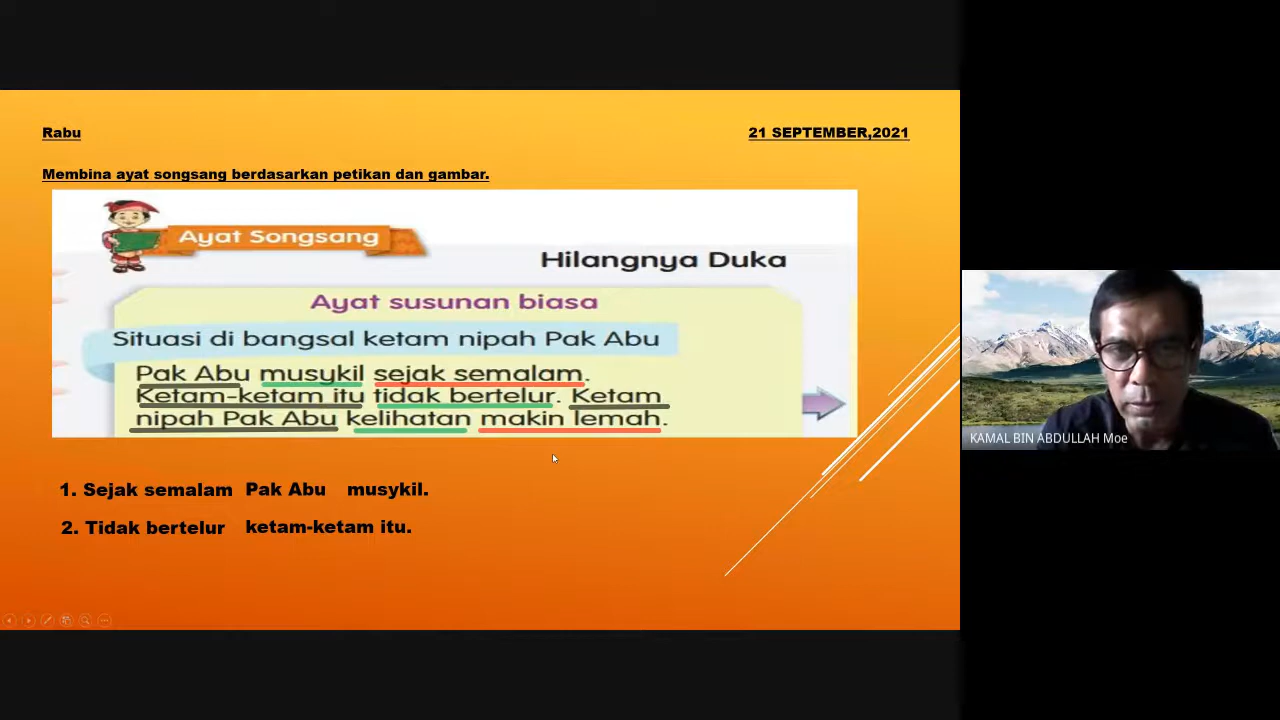 Rabu
21 SEPTEMBER,2021
Membina ayat songsang berdasarkan petikan dan gambar.
Ayat Songsang
Hilangnya Duka
Ayat susunan biasa
Situasi di bangsal ketam nipah Pak Abu
Pak Abu musykil sejak semalam.
Ketam-ketam itu tidak bertelur. Ketam
nipah Pak Abu kelihatan makin lemah.
1. Sejak semalam Pak Abu musykil.
2. Tidak bertelur ketam-ketam itu.
KAMAL BIN ABDULLAH Moe